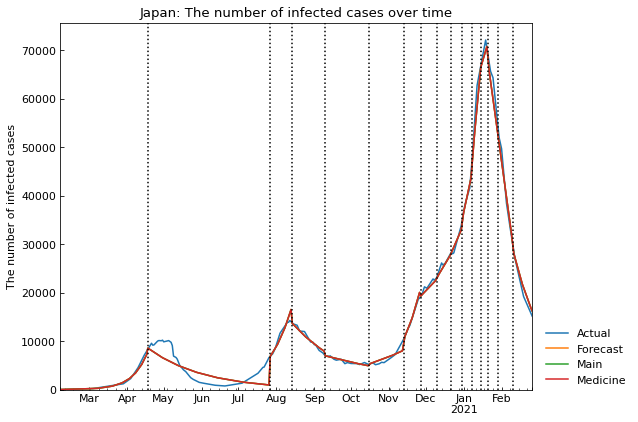 Japan: The number of infected cases over time
The number of infected cases
70000
60000
50000
40000
30000
20000
10000
0
Mar Apr May Jun Jul Aug Sep Oct Nov Dec Jan Feb
2021
Actual
Forecast
Main
Medicine